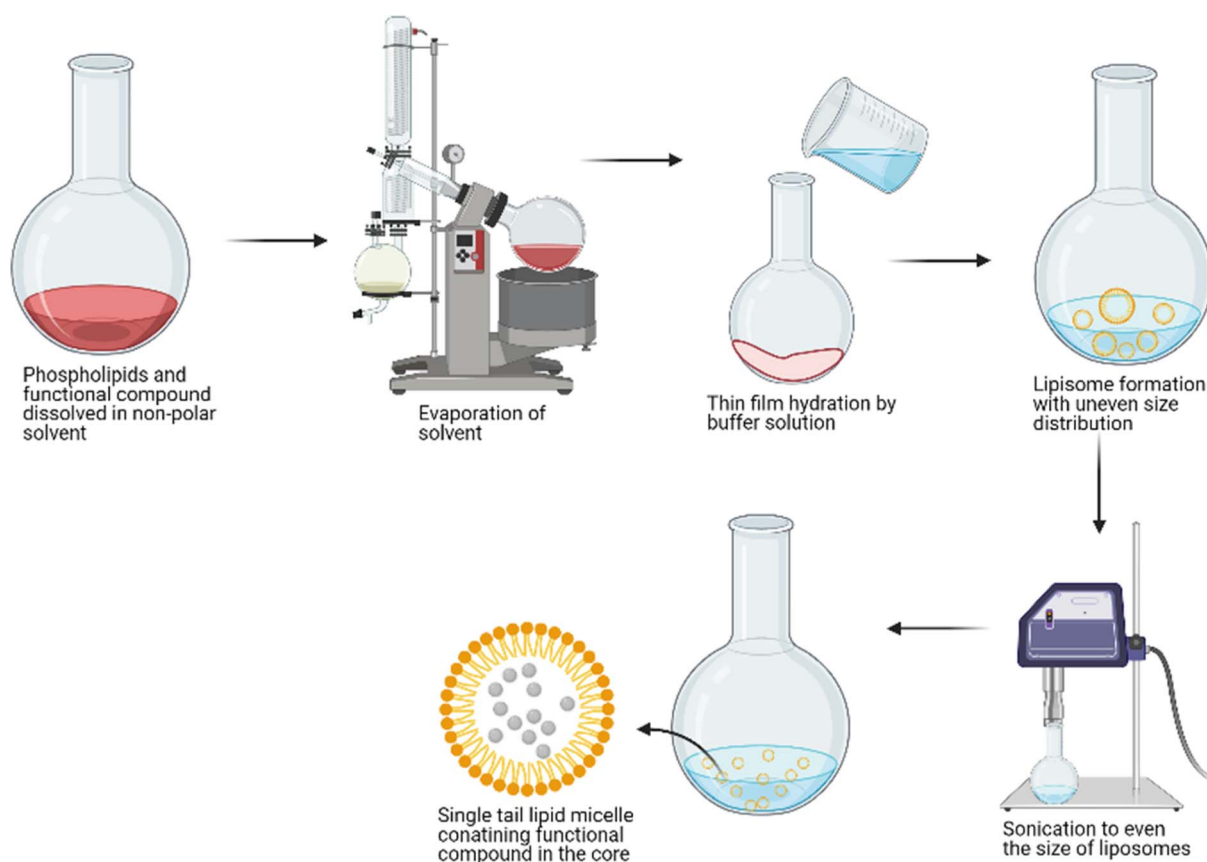 Phospholipids and
functional compound
dissolved in non-polar
solvent
Evaporation of
solvent
Thin film hydration by
buffer solution
Lipisome formation
with uneven size
distribution
Single tail lipid micelle
conatining functional
compound in the core
Sonication to even
the size of liposomes